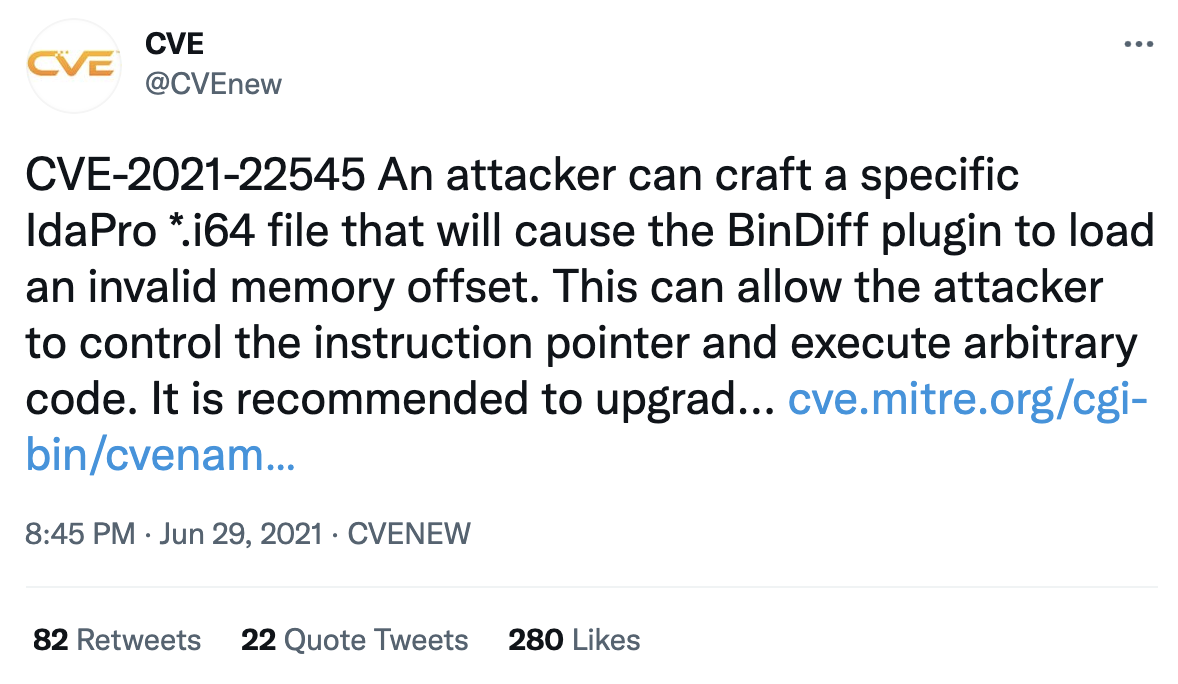 CVE
CVE
@CVEnew
CVE-2021-22545 An attacker can craft a specific
IdaPro *.i64 file that will cause the BinDiff plugin to load
an invalid memory offset. This can allow the attacker
to control the instruction pointer and execute arbitrary
code. It is recommended to upgrad... cve.mitre.org/cgi-
bin/cvenam...
8:45 PM · Jun 29, 2021 · CVENEW
82 Retweets 22 Quote Tweets 280 Likes